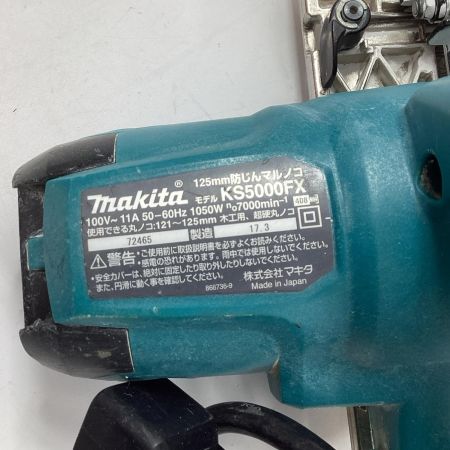 makita®
125mm防じんマルノコ
モデル KS5000FX
100V~ 11A 50−60Hz 1050W n₀7000min⁻¹ 408
使用できる丸ノコ:121~125mm 木工用、超硬丸ノコ
72465 製造 17.3
警告
・ご使用前に取扱説明書を必ずよくお読みください。
・感電の恐れがあります。雨中では使用しないでください。
・安全カバーは、絶対に固定したり取り外したりしないでください。
また、円滑に動く事を確認してください。
株式会社マキタ
866736-9 Made in Japan